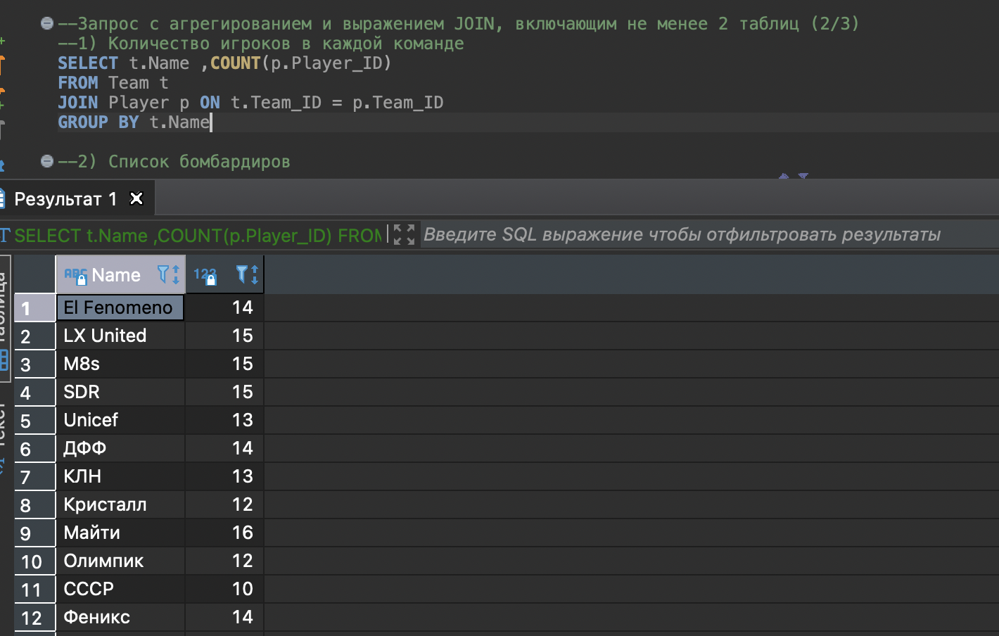 --Запрос с агрегированием и выражением JOIN, включающим не менее 2 таблиц (2/3)
--1) Количество игроков в каждой команде
SELECT t.Name ,COUNT(p.Player_ID)
FROM Team t
JOIN Player p ON t.Team_ID = p.Team_ID
GROUP BY t.Name
--2) Список бомбардиров
Результат 1
SELECT t.Name ,COUNT(p.Player_ID) FROM
Введите SQL выражение чтобы отфильтровать результаты
ABC Name 123
1 El Fenomeno 14
2 LX United 15
3 M8s 15
4 SDR 15
5 Unicef 13
6 ДФФ 14
7 КЛН 13
8 Кристалл 12
9 Майти 16
10 Олимпик 12
11 СССР 10
12 Феникс 14